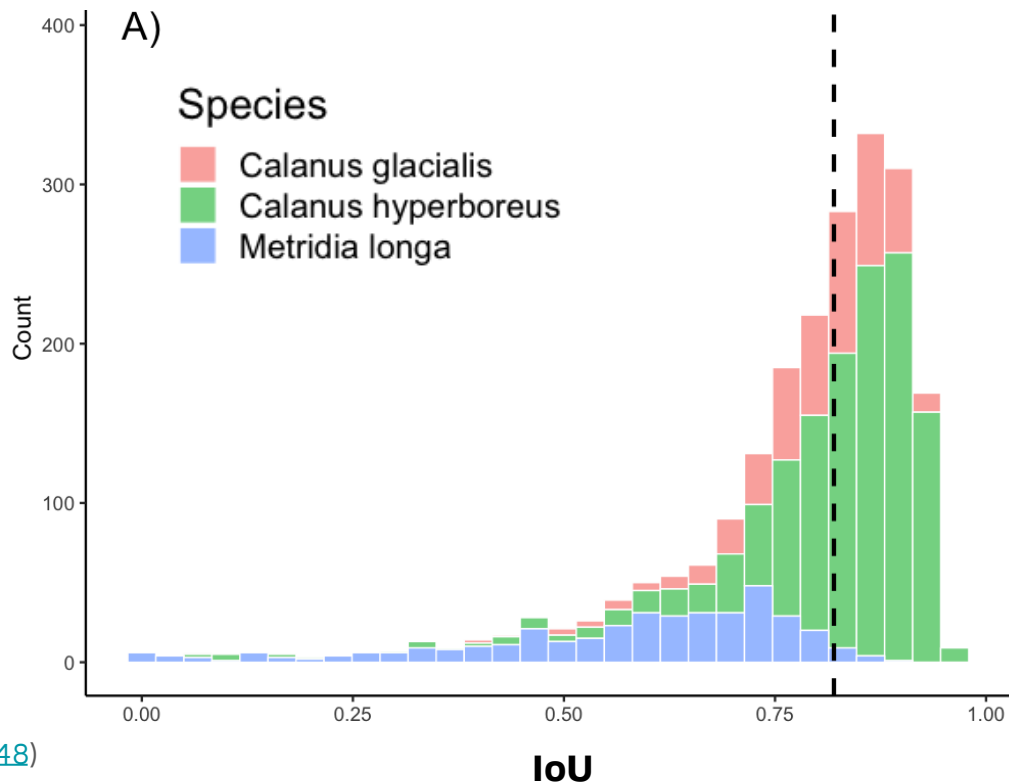 A)
Species
Calanus glacialis
Calanus hyperboreus
Metridia longa
Count
400
300
200
100
0
0.00 0.25 0.50 0.75 1.00
48)
IoU